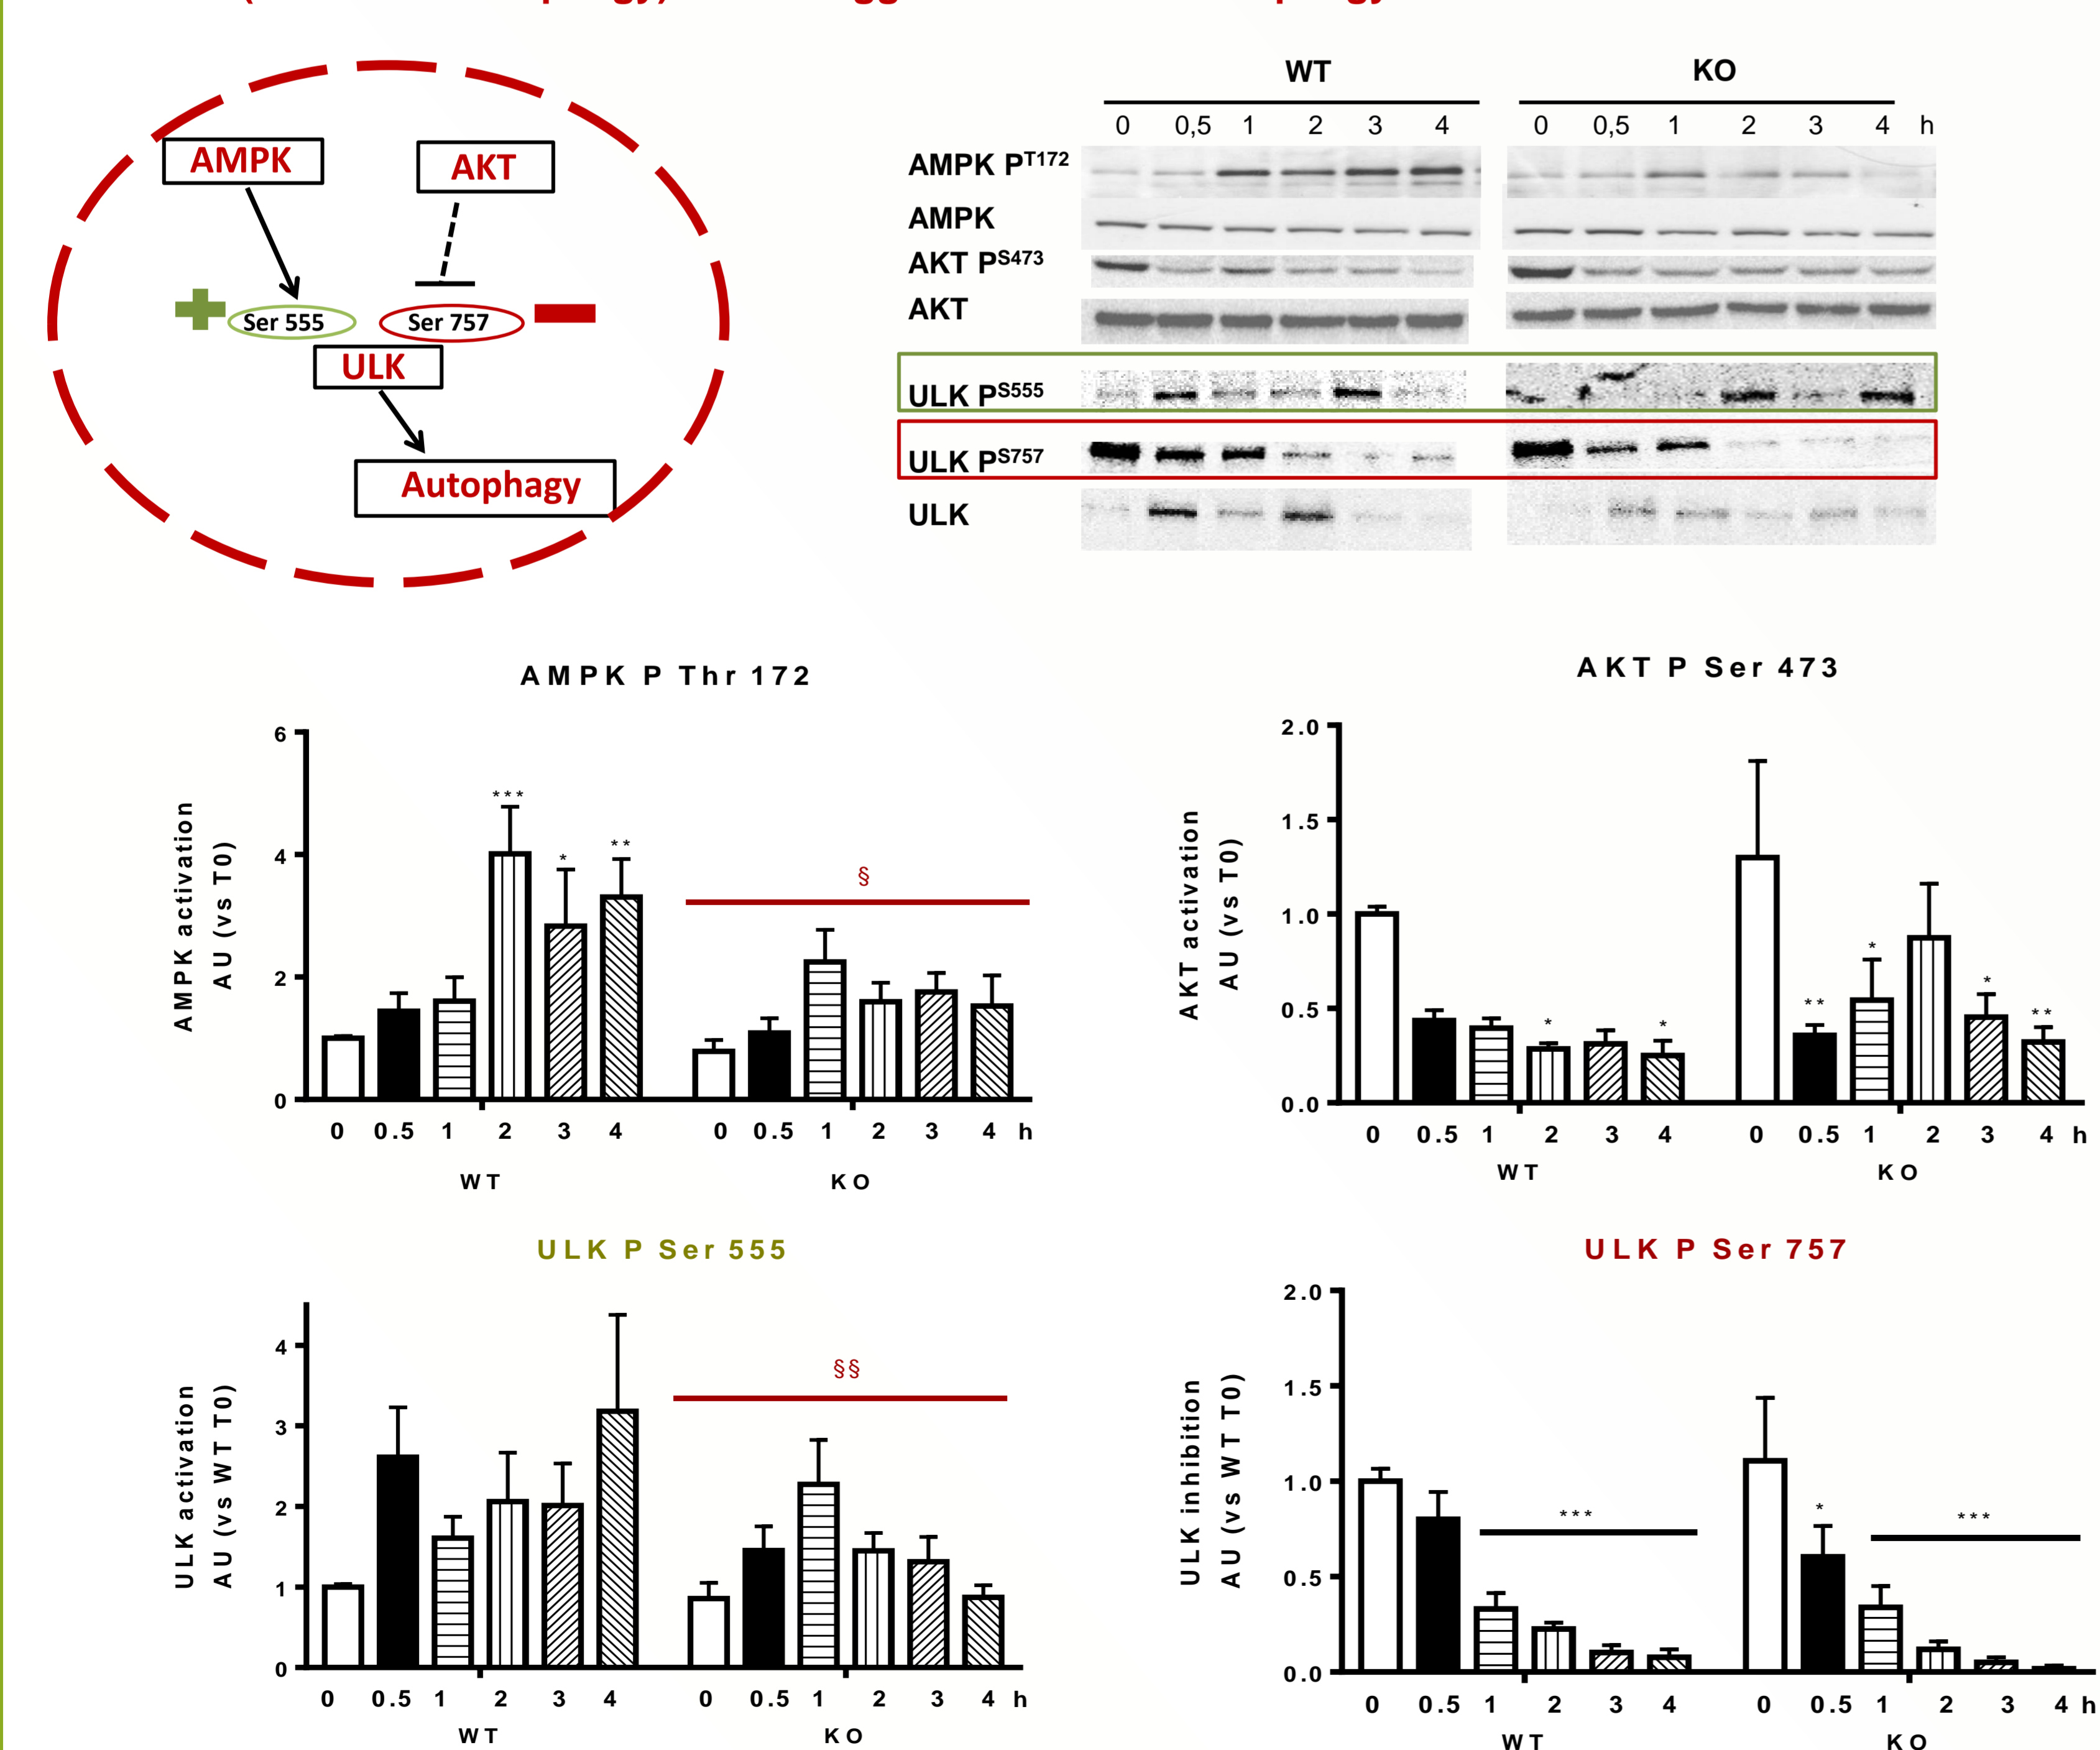 AMPK
AKT
Ser 555
Ser 757
ULK
Autophagy
WT KO
0 0,5 1 2 3 4 0 0,5 1 2 3 4 h
AMPK PT172
AMPK
AKT PS473
AKT
ULK PS555
ULK PS757
ULK
AMPK P Thr 172
AMPK activation
AU (vs T0)
6
4
2
0
***
*
**
§
0 0.5 1 2 3 4 0 0.5 1 2 3 4 h
WT KO
AKT P Ser 473
AKT activation
AU (vs T0)
2.0
1.5
1.0
0.5
0.0
*
*
**
*
*
**
0 0.5 1 2 3 4 0 0.5 1 2 3 4 h
WT KO
ULK P Ser 555
ULK activation
AU (vs WT T0)
4
3
2
1
0
§§
0 0.5 1 2 3 4 0 0.5 1 2 3 4 h
WT KO
ULK P Ser 757
ULK inhibition
AU (vs WT T0)
2.0
1.5
1.0
0.5
0.0
***
*
***
0 0.5 1 2 3 4 0 0.5 1 2 3 4 h
WT KO